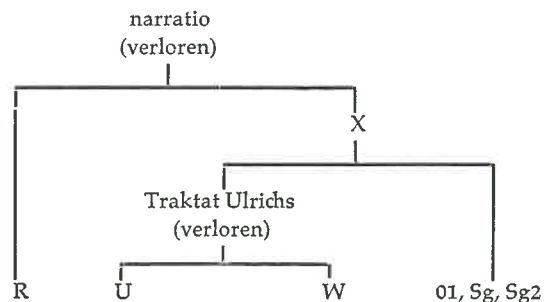 narratio
(verloren)
X
Traktat Ulrichs
(verloren)
R U W 01, Sg, Sg2